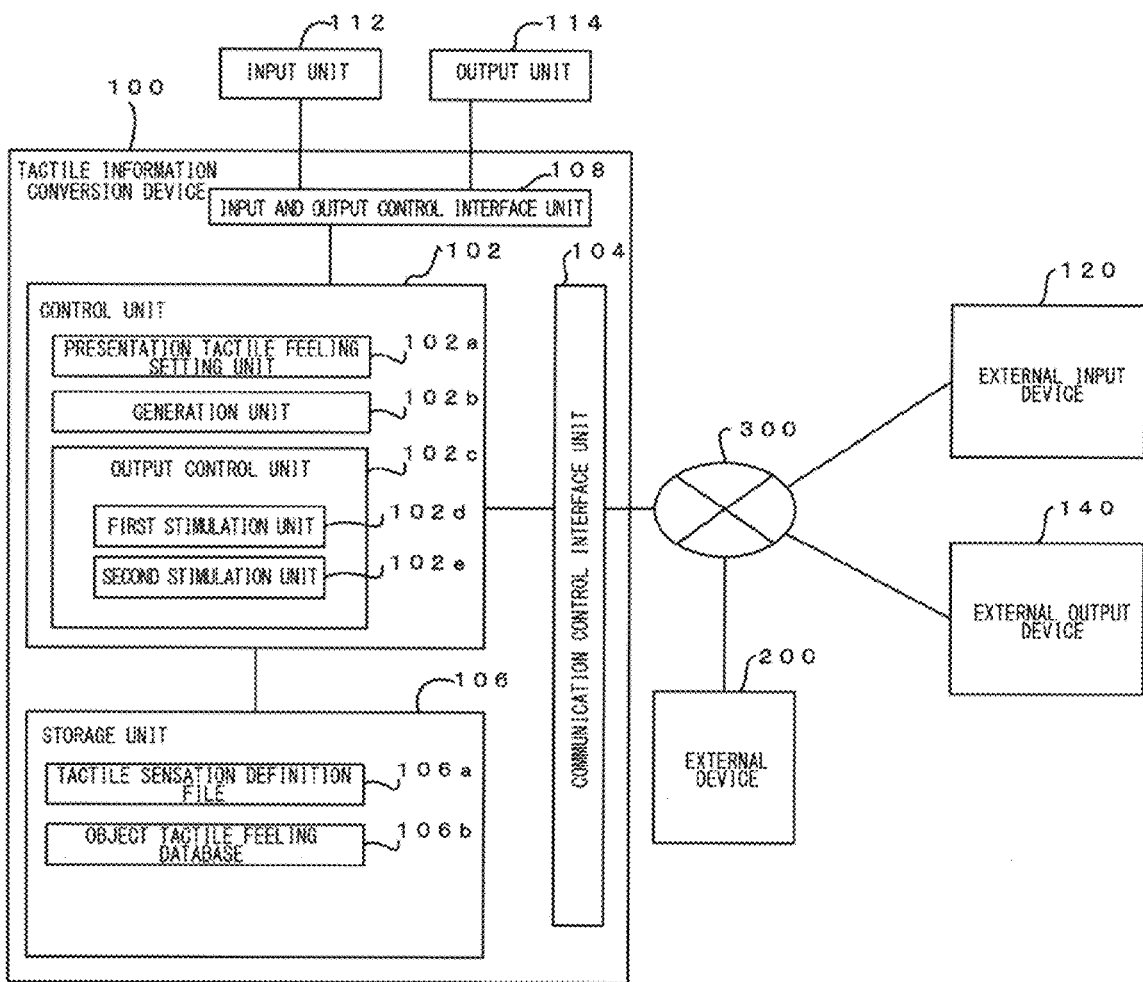 112
114
INPUT UNIT
OUTPUT UNIT
100
TACTILE INFORMATION
CONVERSION DEVICE
108
INPUT AND OUTPUT CONTROL INTERFACE UNIT
102
104
CONTROL UNIT
PRESENTATION TACTILE FEELING
SETTING UNIT
102a
GENERATION UNIT
102b
OUTPUT CONTROL UNIT
102c
FIRST STIMULATION UNIT
102d
SECOND STIMULATION UNIT
102e
COMMUNICATION CONTROL INTERFACE UNIT
120
EXTERNAL INPUT
DEVICE
300
140
EXTERNAL OUTPUT
DEVICE
200
EXTERNAL
DEVICE
106
STORAGE UNIT
TACTILE SENSATION DEFINITION
FILE
106a
OBJECT TACTILE FEELING
DATABASE
106b